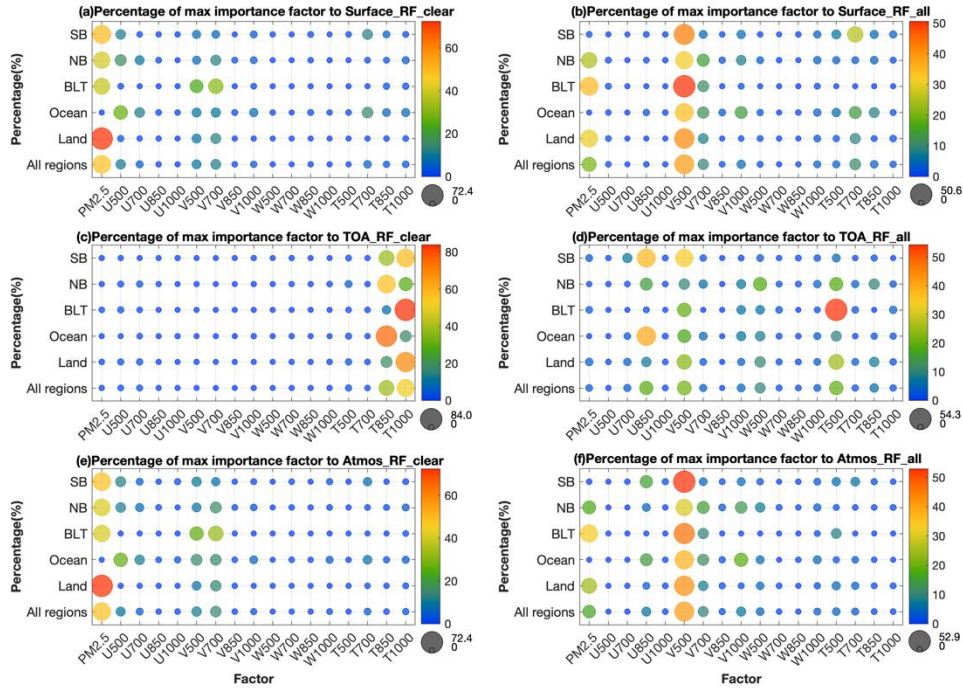 (a)Percentage of max importance factor to Surface_RF_clear
Percentage(%)
SB
NB
BLT
Ocean
Land
All regions
PM2.5 U500 U700 U850 U1000 V500 V700 V850 V1000 W500 W700 W850 W1000 T500 T700 T850 T1000
60
40
20
0
72.4
0
(b)Percentage of max importance factor to Surface_RF_all
Percentage(%)
SB
NB
BLT
Ocean
Land
All regions
PM2.5 U500 U700 U850 U1000 V500 V700 V850 V1000 W500 W700 W850 W1000 T500 T700 T850 T1000
50
40
30
20
10
0
50.6
0
(c)Percentage of max importance factor to TOA_RF_clear
Percentage(%)
SB
NB
BLT
Ocean
Land
All regions
PM2.5 U500 U700 U850 U1000 V500 V700 V850 V1000 W500 W700 W850 W1000 T500 T700 T850 T1000
80
60
40
20
0
84.0
0
(d)Percentage of max importance factor to TOA_RF_all
Percentage(%)
SB
NB
BLT
Ocean
Land
All regions
PM2.5 U500 U700 U850 U1000 V500 V700 V850 V1000 W500 W700 W850 W1000 T500 T700 T850 T1000
50
40
30
20
10
0
54.3
0
(e)Percentage of max importance factor to Atmos_RF_clear
Percentage(%)
SB
NB
BLT
Ocean
Land
All regions
PM2.5 U500 U700 U850 U1000 V500 V700 V850 V1000 W500 W700 W850 W1000 T500 T700 T850 T1000
Factor
60
40
20
0
72.4
0
(f)Percentage of max importance factor to Atmos_RF_all
Percentage(%)
SB
NB
BLT
Ocean
Land
All regions
PM2.5 U500 U700 U850 U1000 V500 V700 V850 V1000 W500 W700 W850 W1000 T500 T700 T850 T1000
Factor
50
40
30
20
10
0
52.9
0